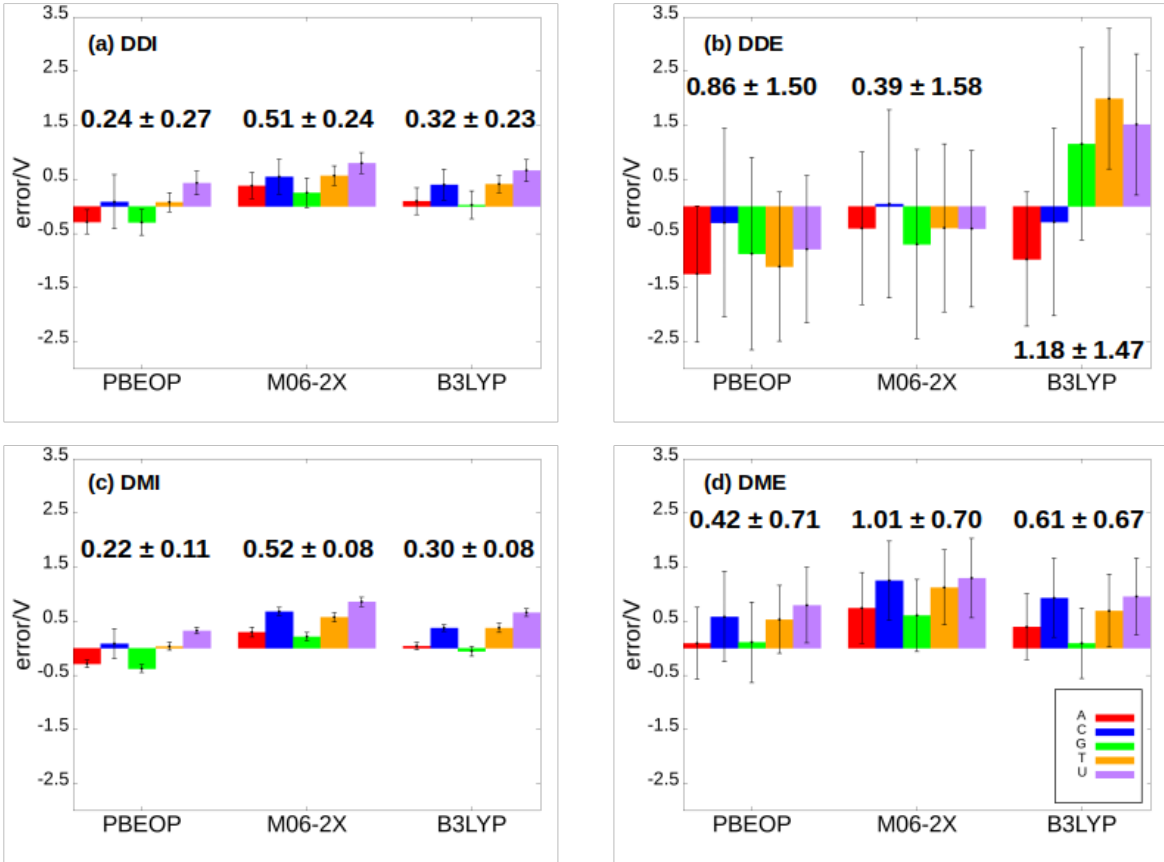 3.5
(a) DDI
2.5
0.24 ± 0.27 0.51 ± 0.24 0.32 ± 0.23
1.5
error/V
0.5
-0.5
-1.5
-2.5
PBEOP M06-2X B3LYP
3.5
(b) DDE
2.5
0.86 ± 1.50 0.39 ± 1.58
1.5
error/V
0.5
-0.5
-1.5
-2.5
1.18 ± 1.47
PBEOP M06-2X B3LYP
3.5
(c) DMI
2.5
0.22 ± 0.11 0.52 ± 0.08 0.30 ± 0.08
1.5
error/V
0.5
-0.5
-1.5
-2.5
PBEOP M06-2X B3LYP
3.5
(d) DME
2.5
0.42 ± 0.71 1.01 ± 0.70 0.61 ± 0.67
1.5
error/V
0.5
-0.5
-1.5
-2.5
A
C
G
T
U
PBEOP M06-2X B3LYP